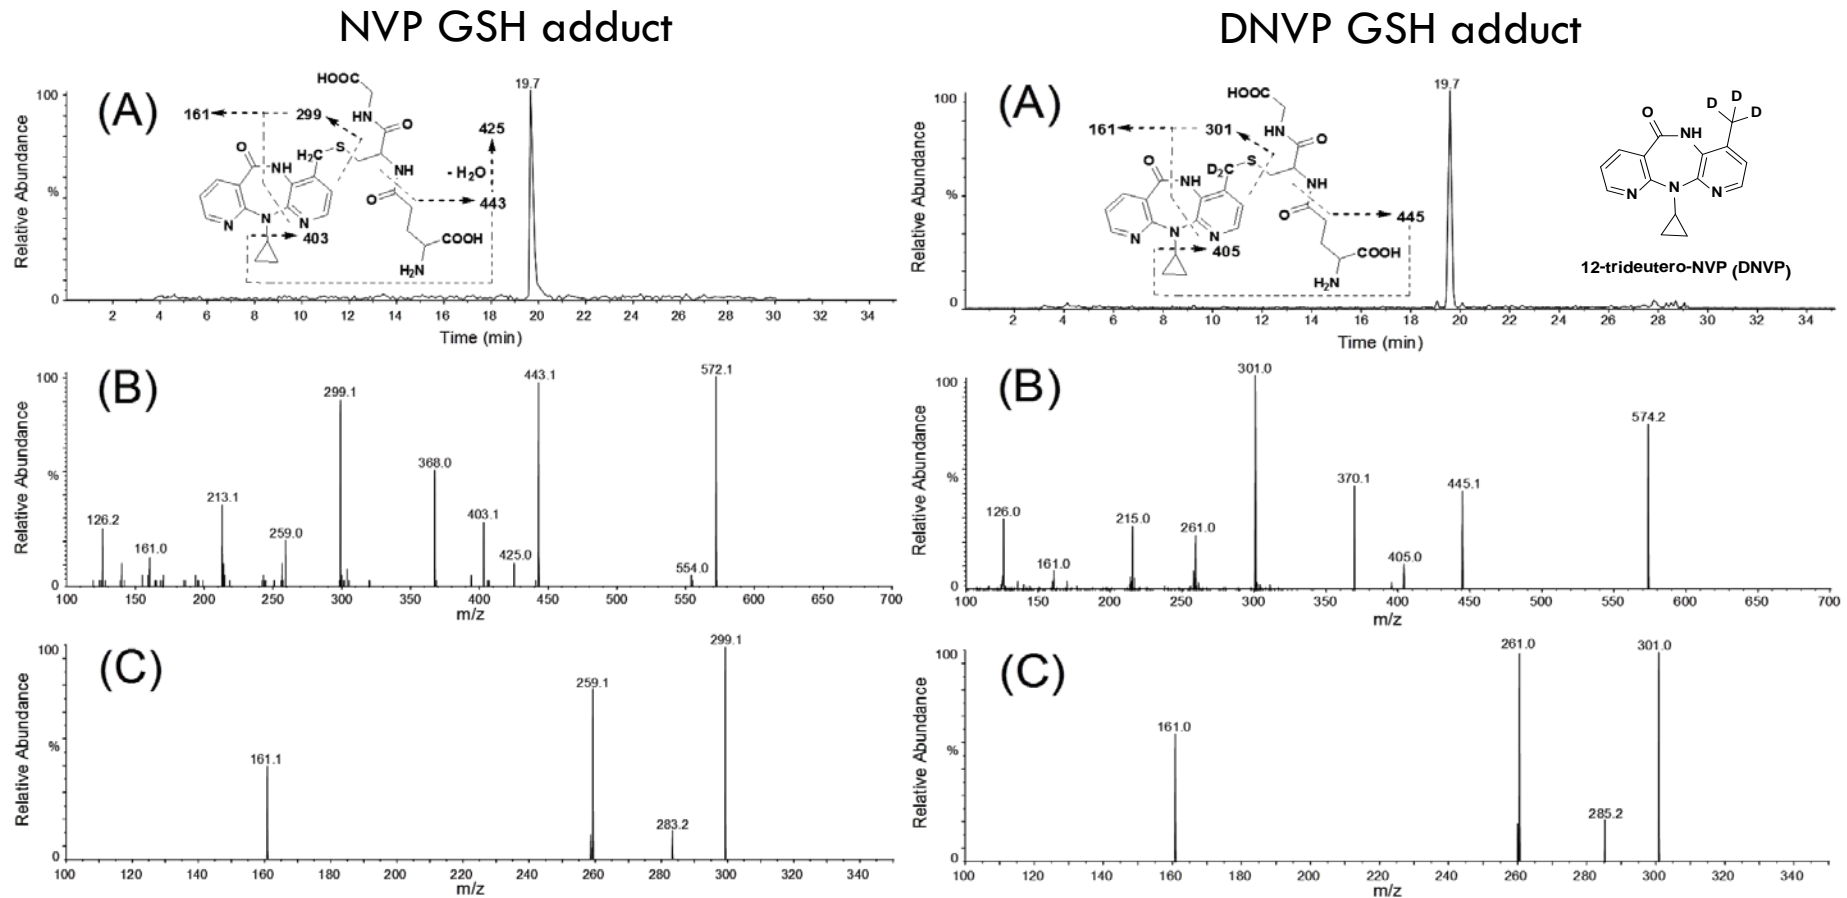 NVP GSH adduct
DNVP GSH adduct
(A)
Relative Abundance
100
%
0
19.7
HOOC
HN
O
161
299
H2C
S
425
O
NH
NH
- H2O
O
443
N
N
N
403
COOH
H2N
2 4 6 8 10 12 14 16 18 20 22 24 26 28 30 32 34
Time (min)
(A)
Relative Abundance
100
%
0
19.7
HOOC
HN
O
161
301
D2C
S
O
NH
NH
O
445
N
N
N
405
COOH
H2N
2 4 6 8 10 12 14 16 18 20 22 24 26 28 30 32 34
Time (min)
D
D
D
O
NH
N
N
N
12-trideutero-NVP (DNVP)
(B)
Relative Abundance
100
%
0
126.2
161.0
213.1
259.0
299.1
368.0
403.1
425.0
443.1
554.0
572.1
100 150 200 250 300 350 400 450 500 550 600 650 700
m/z
(B)
Relative Abundance
100
%
0
126.0
161.0
215.0
261.0
301.0
370.1
405.0
445.1
574.2
100 150 200 250 300 350 400 450 500 550 600 650 700
m/z
(C)
Relative Abundance
100
%
0
161.1
259.1
283.2
299.1
100 120 140 160 180 200 220 240 260 280 300 320 340
m/z
(C)
Relative Abundance
100
%
0
161.0
261.0
285.2
301.0
100 120 140 160 180 200 220 240 260 280 300 320 340
m/z